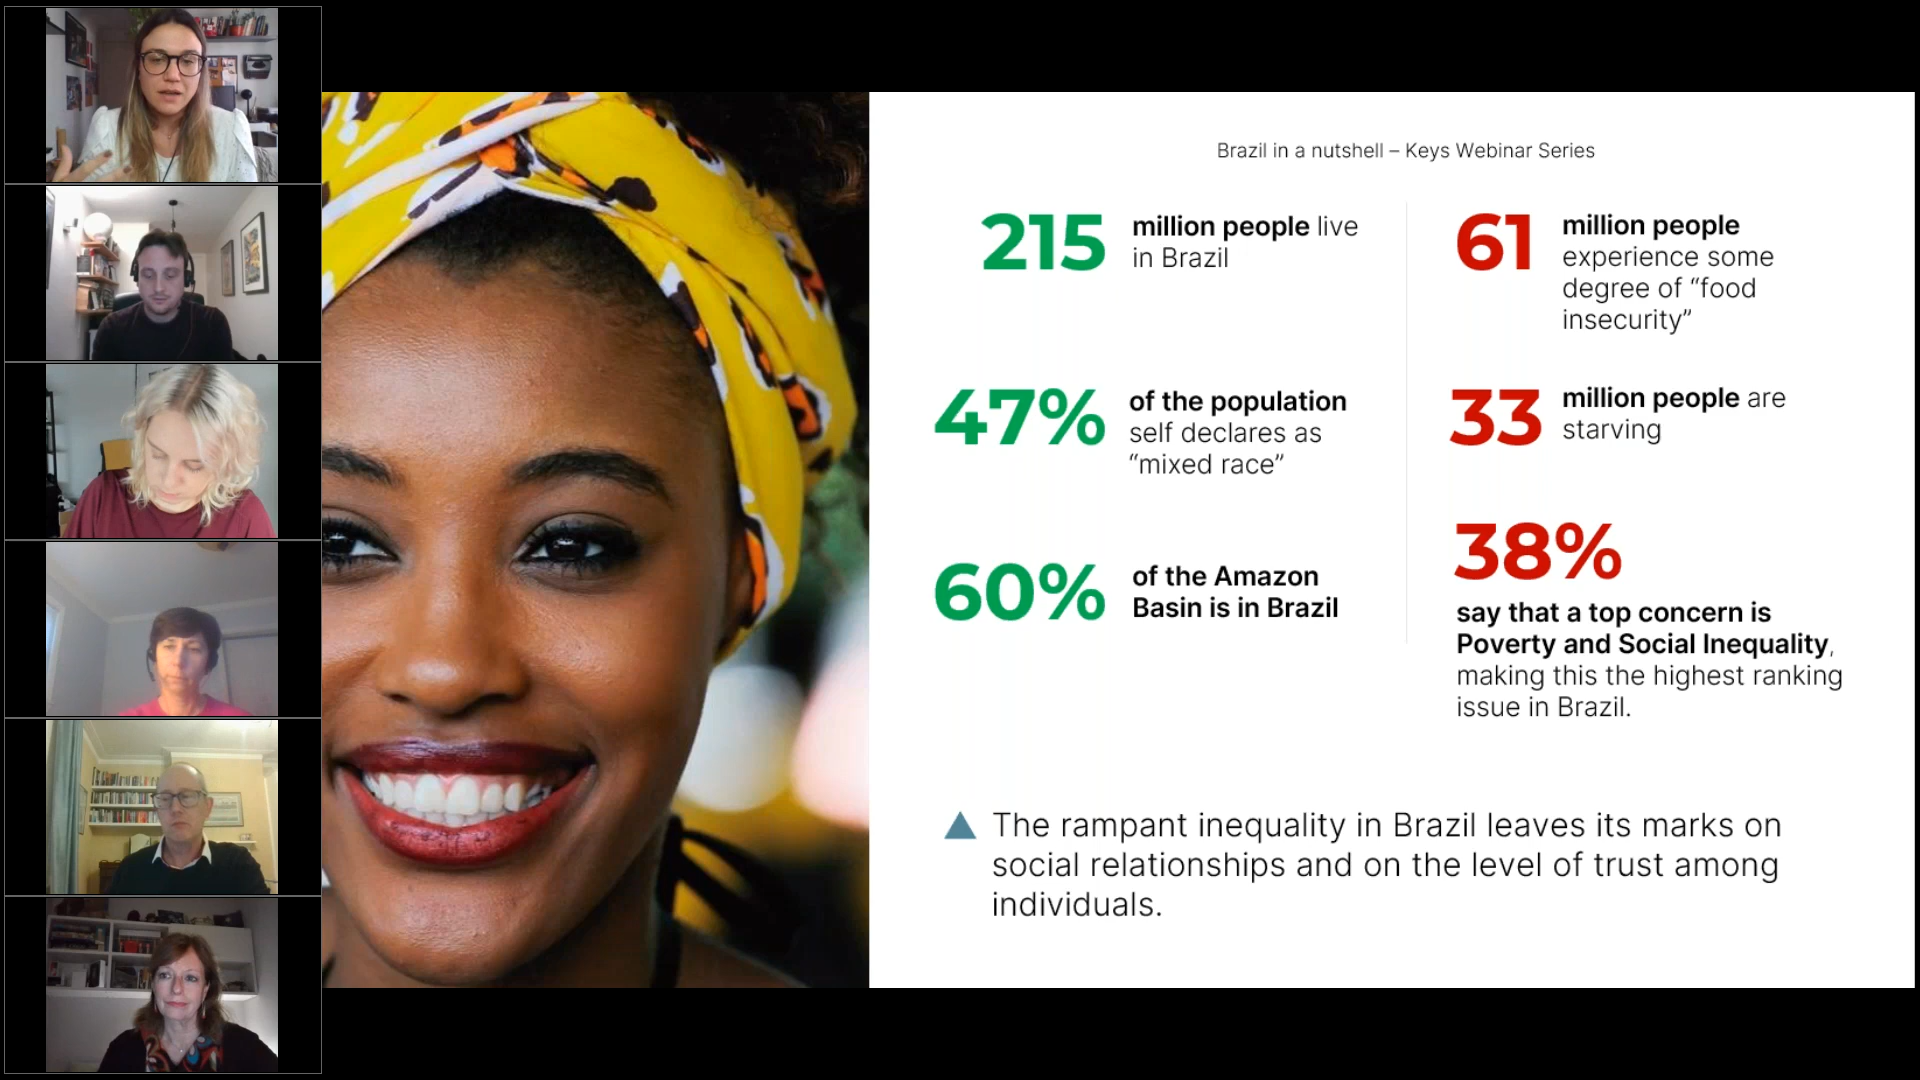 Brazil in a nutshell – Keys Webinar Series
215
million people live
in Brazil
47%
of the population
self declares as
“mixed race”
60%
of the Amazon
Basin is in Brazil
61
million people
experience some
degree of “food
insecurity”
33
million people are
starving
38%
say that a top concern is
Poverty and Social Inequality,
making this the highest ranking
issue in Brazil.
The rampant inequality in Brazil leaves its marks on
social relationships and on the level of trust among
individuals.